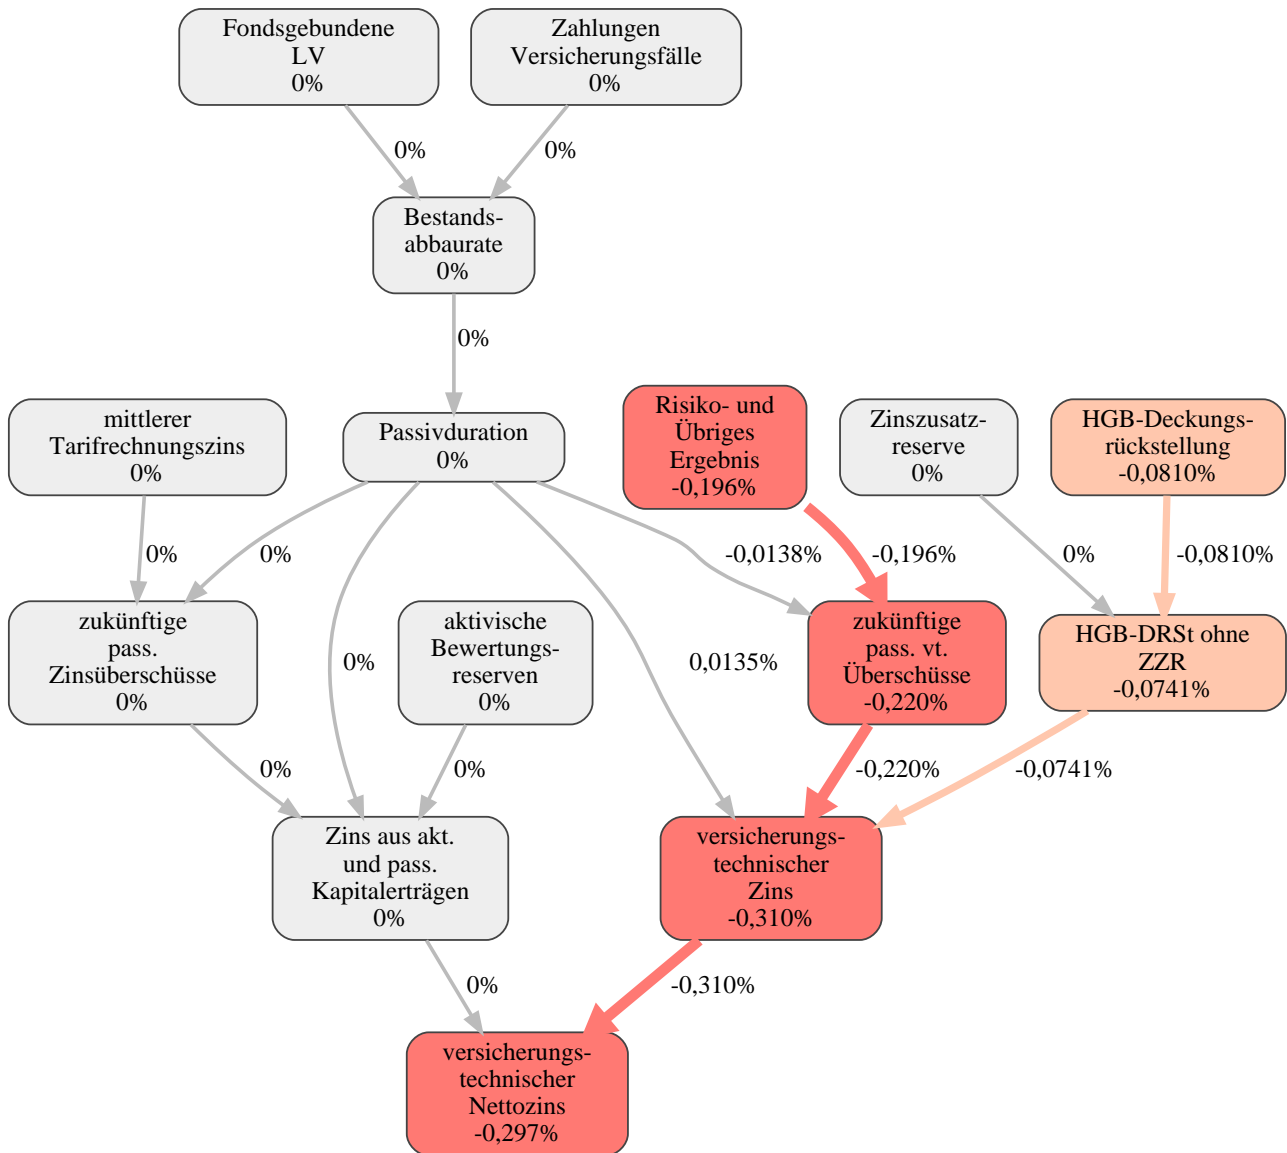 Fondsgebundene
LV
0%
Zahlungen
Versicherungsfälle
0%
0%
0%
Bestands-
abbaurate
0%
0%
mittlerer
Tarifrechnungszins
0%
Passivduration
0%
Risiko- und
Übriges
Ergebnis
-0,196%
Zinszusatz-
reserve
0%
HGB-Deckungs-
rückstellung
-0,0810%
0%
0%
-0,0138%
-0,196%
0%
-0,0810%
zukünftige
pass.
Zinsüberschüsse
0%
0%
aktivische
Bewertungs-
reserven
0%
0,0135%
zukünftige
pass. vt.
Überschüsse
-0,220%
HGB-DRSt ohne
ZZR
-0,0741%
0%
0%
-0,220%
-0,0741%
Zins aus akt.
und pass.
Kapitalerträgen
0%
versicherungs-
technischer
Zins
-0,310%
0%
-0,310%
versicherungs-
technischer
Nettozins
-0,297%